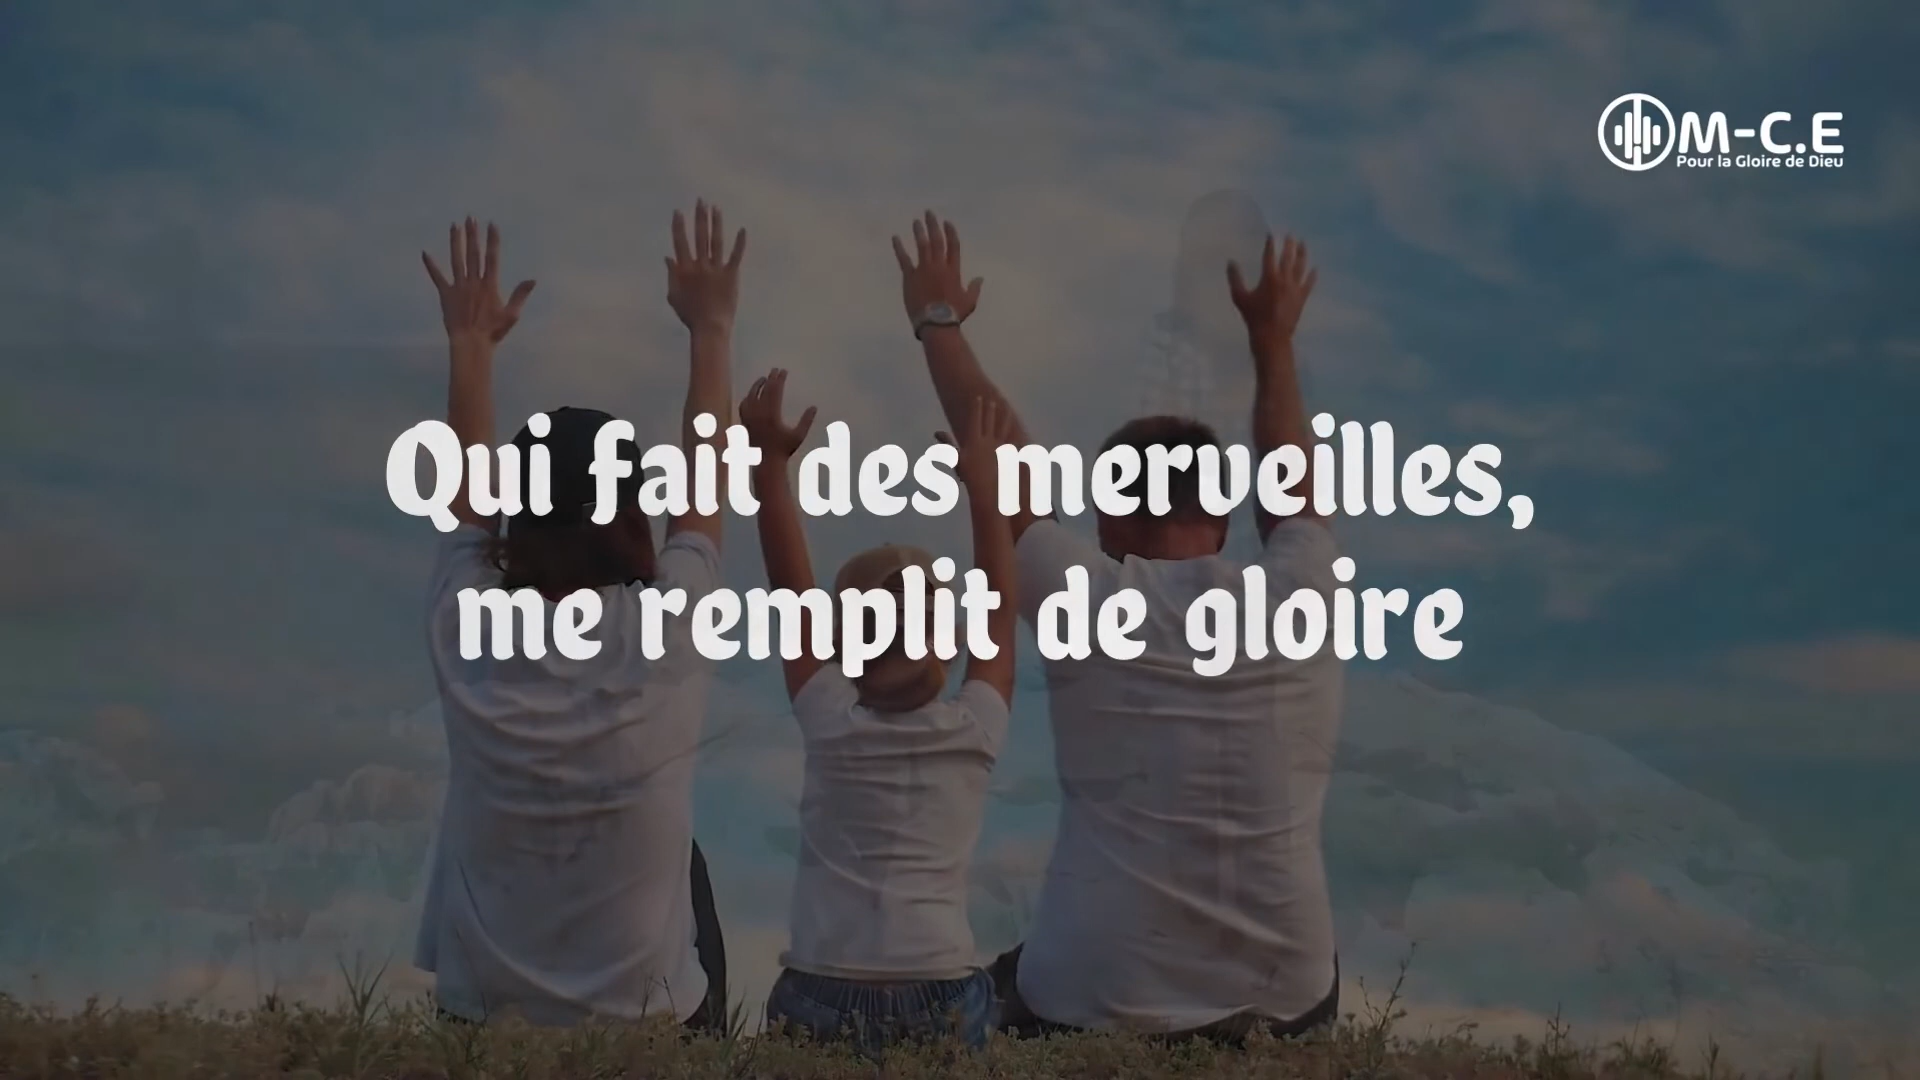 M-C.E
Pour la Gloire de Dieu
Qui fait des merveilles,
me remplit de gloire